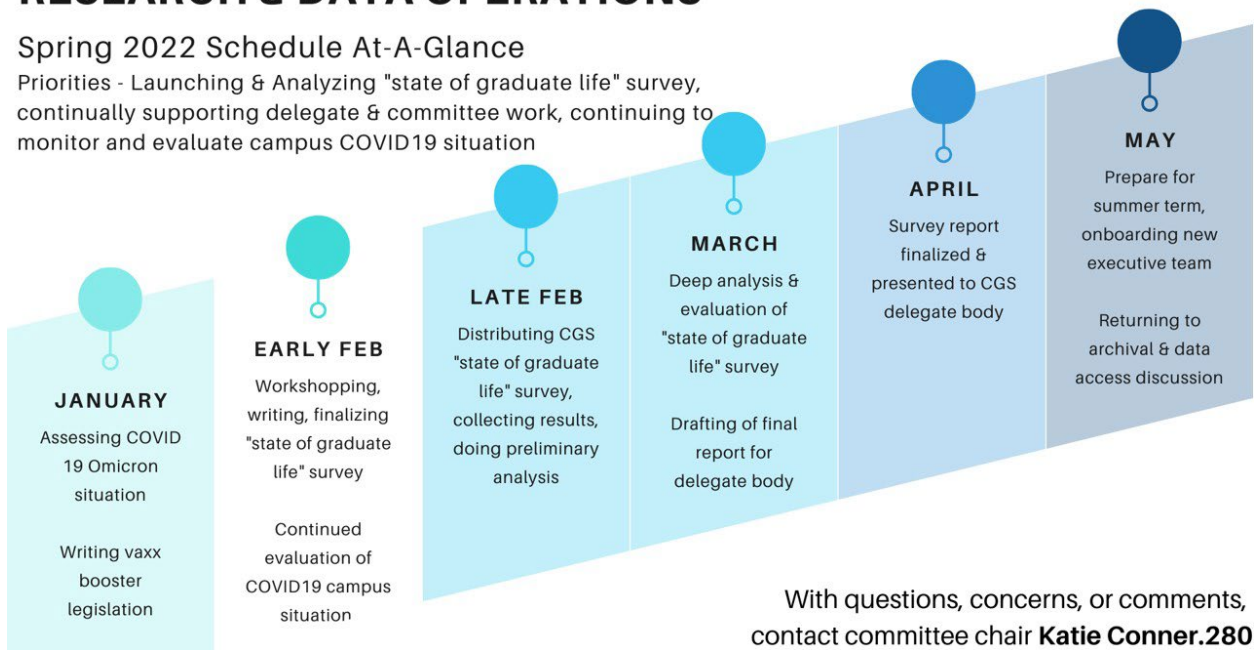 RESEARCH & DATA OPERATIONS
Spring 2022 Schedule At-A-Glance
Priorities - Launching & Analyzing "state of graduate life" survey,
continually supporting delegate & committee work, continuing to
monitor and evaluate campus COVID19 situation
JANUARY
Assessing COVID
19 Omicron
situation
Writing vaxx
booster
legislation
EARLY FEB
Workshopping,
writing, finalizing
"state of graduate
life" survey
Continued
evaluation of
COVID19 campus
situation
LATE FEB
Distributing CGS
"state of graduate
life" survey,
collecting results,
doing preliminary
analysis
MARCH
Deep analysis &
evaluation of
"state of graduate
life" survey
Drafting of final
report for
delegate body
APRIL
Survey report
finalized &
presented to CGS
delegate body
MAY
Prepare for
summer term,
onboarding new
executive team
Returning to
archival & data
access discussion
With questions, concerns, or comments,
contact committee chair Katie Conner.280